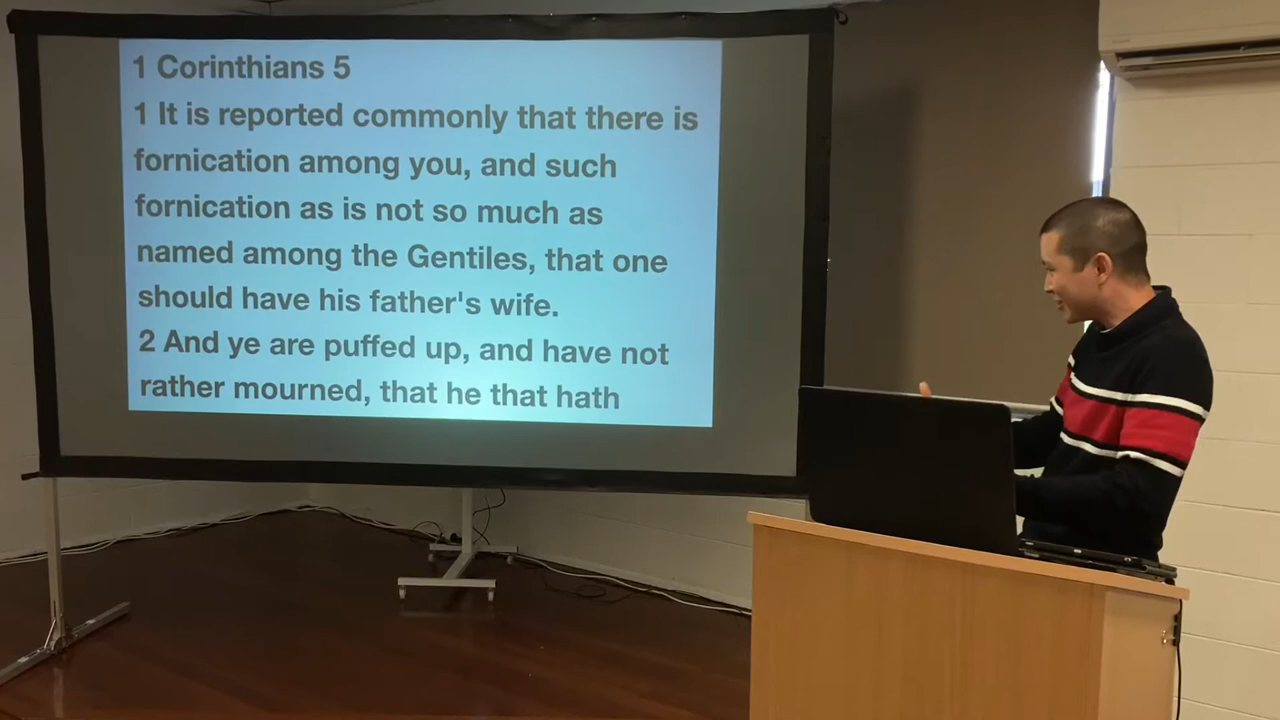 1 Corinthians 5
1 It is reported commonly that there is
fornication among you, and such
fornication as is not so much as
named among the Gentiles, that one
should have his father's wife.
2 And ye are puffed up, and have not
rather mourned, that he that hath